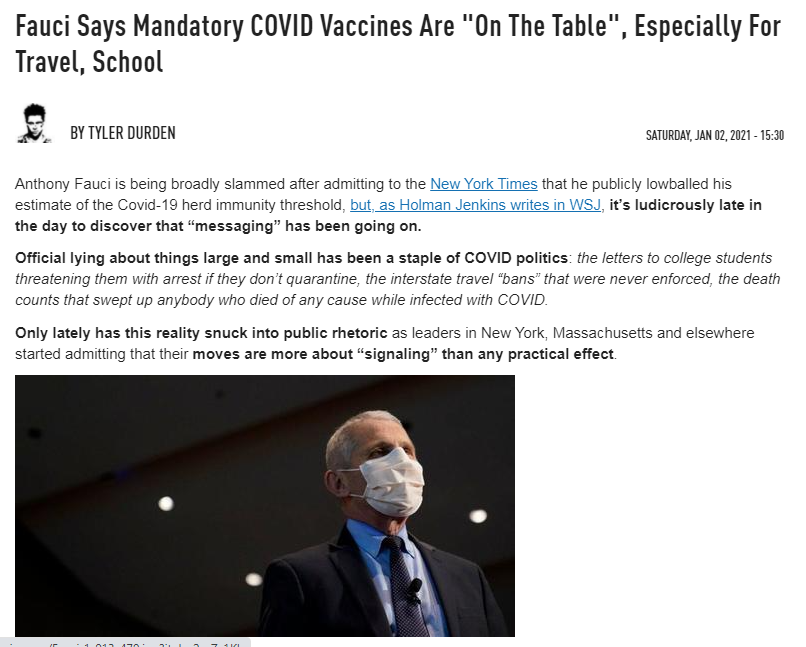 Fauci Says Mandatory COVID Vaccines Are "On The Table", Especially For
Travel, School
BY TYLER DURDEN
SATURDAY, JAN 02, 2021 - 15:30
Anthony Fauci is being broadly slammed after admitting to the New York Times that he publicly lowballed his
estimate of the Covid-19 herd immunity threshold, but, as Holman Jenkins writes in WSJ, it’s ludicrously late in
the day to discover that “messaging” has been going on.
Official lying about things large and small has been a staple of COVID politics: the letters to college students
threatening them with arrest if they don’t quarantine, the interstate travel “bans” that were never enforced, the death
counts that swept up anybody who died of any cause while infected with COVID.
Only lately has this reality snuck into public rhetoric as leaders in New York, Massachusetts and elsewhere
started admitting that their moves are more about “signaling” than any practical effect.